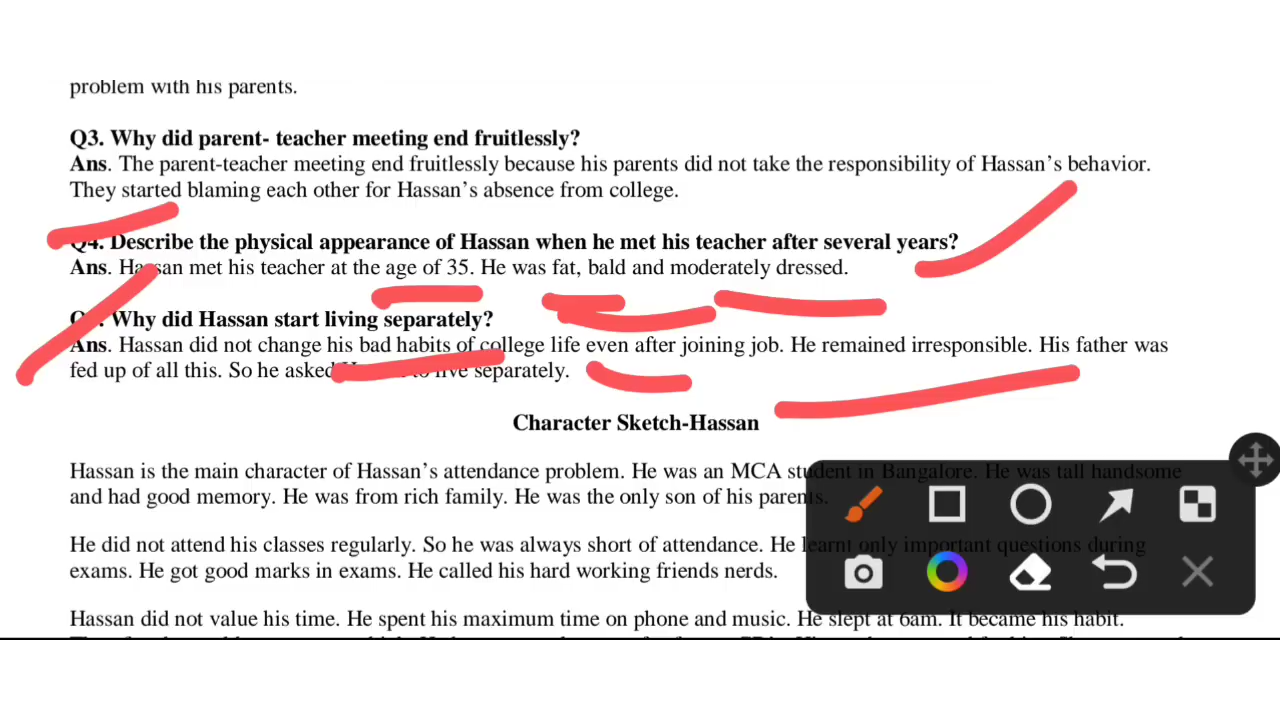 problem with his parents.
Q3. Why did parent- teacher meeting end fruitlessly?
Ans. The parent-teacher meeting end fruitlessly because his parents did not take the responsibility of Hassan’s behavior.
They started blaming each other for Hassan’s absence from college.
Q4. Describe the physical appearance of Hassan when he met his teacher after several years?
Ans. Hassan met his teacher at the age of 35. He was fat, bald and moderately dressed.
Why did Hassan start living separately?
Ans. Hassan did not change his bad habits of college life even after joining job. He remained irresponsible. His father was
fed up of all this. So he asked to live separately.
Character Sketch-Hassan
Hassan is the main character of Hassan’s attendance problem. He was an MCA student in Bangalore. He was tall handsome
and had good memory. He was from rich family. He was the only son of his parents.
He did not attend his classes regularly. So he was always short of attendance. He learnt only important questions during
exams. He got good marks in exams. He called his hard working friends nerds.
Hassan did not value his time. He spent his maximum time on phone and music. He slept at 6am. It became his habit.